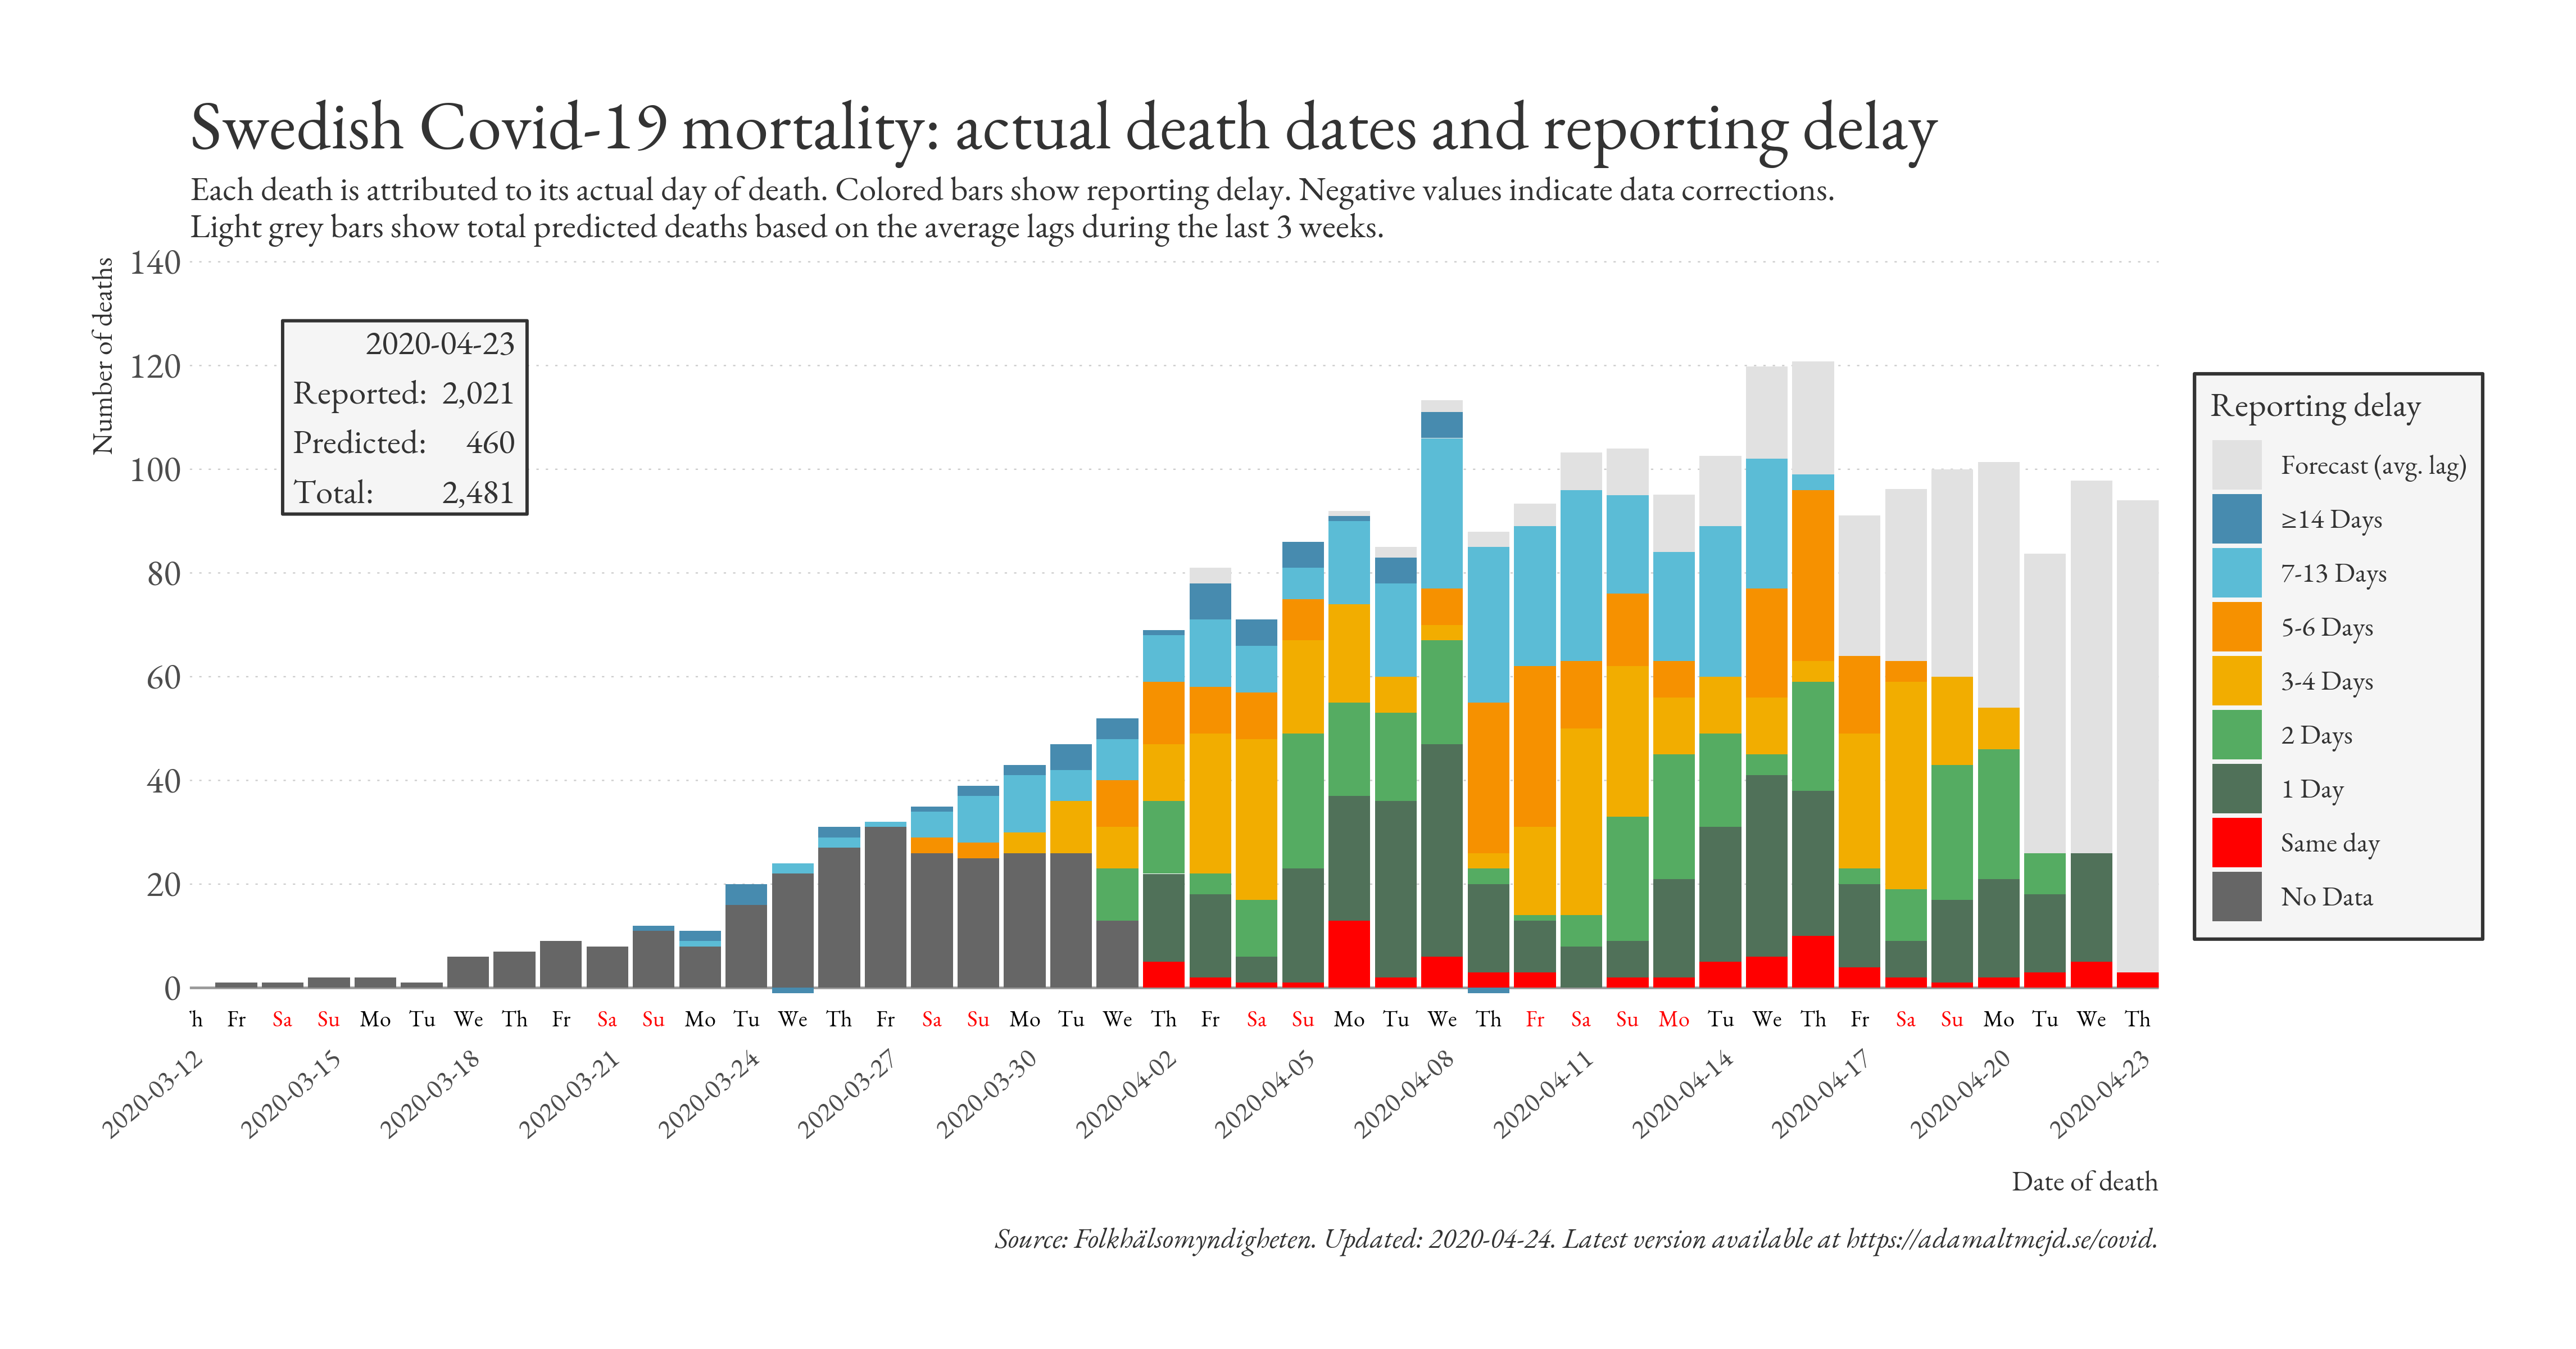 Swedish Covid-19 mortality: actual death dates and reporting delay
Each death is attributed to its actual day of death. Colored bars show reporting delay. Negative values indicate data corrections.
Light grey bars show total predicted deaths based on the average lags during the last 3 weeks.
Number of deaths
140
120
100
80
60
40
20
0
2020-04-23
Reported: 2,021
Predicted: 460
Total: 2,481
Reporting delay
Forecast (avg. lag)
≥14 Days
7-13 Days
5-6 Days
3-4 Days
2 Days
1 Day
Same day
No Data
h Fr Sa Su Mo Tu We Th Fr Sa Su Mo Tu We Th Fr Sa Su Mo Tu We Th Fr Sa Su Mo Tu We Th Fr Sa Su Mo Tu We Th Fr Sa Su Mo Tu We Th
2020-03-12 2020-03-15 2020-03-18 2020-03-21 2020-03-24 2020-03-27 2020-03-30 2020-04-02 2020-04-05 2020-04-08 2020-04-11 2020-04-14 2020-04-17 2020-04-20 2020-04-23
Date of death
Source: Folkhälsomyndigheten. Updated: 2020-04-24. Latest version available at https://adamaltmejd.se/covid.